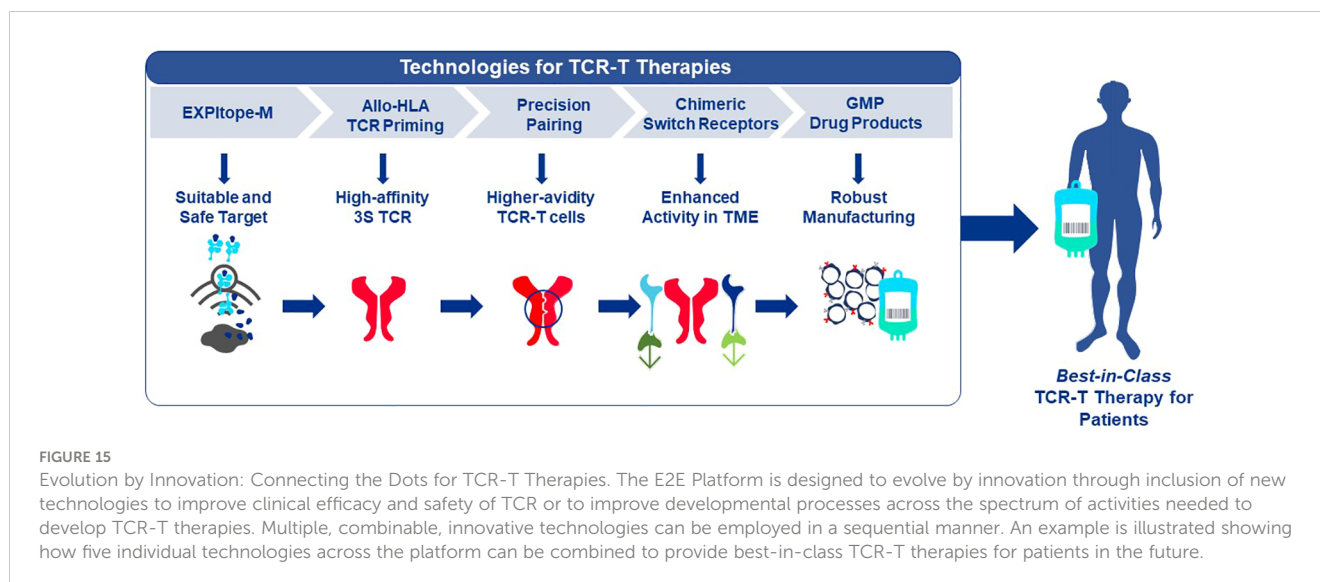 Technologies for TCR-T Therapies
EXPItope-M
Allo-HLA
TCR Priming
Precision
Pairing
Chimeric
Switch Receptors
GMP
Drug Products
Suitable and
Safe Target
High-affinity
3S TCR
Higher-avidity
TCR-T cells
Enhanced
Activity in TME
Robust
Manufacturing
Best-in-Class
TCR-T Therapy for
Patients
FIGURE 15
Evolution by Innovation: Connecting the Dots for TCR-T Therapies. The E2E Platform is designed to evolve by innovation through inclusion of new
technologies to improve clinical efficacy and safety of TCR or to improve developmental processes across the spectrum of activities needed to
develop TCR-T therapies. Multiple, combinable, innovative technologies can be employed in a sequential manner. An example is illustrated showing
how five individual technologies across the platform can be combined to provide best-in-class TCR-T therapies for patients in the future.